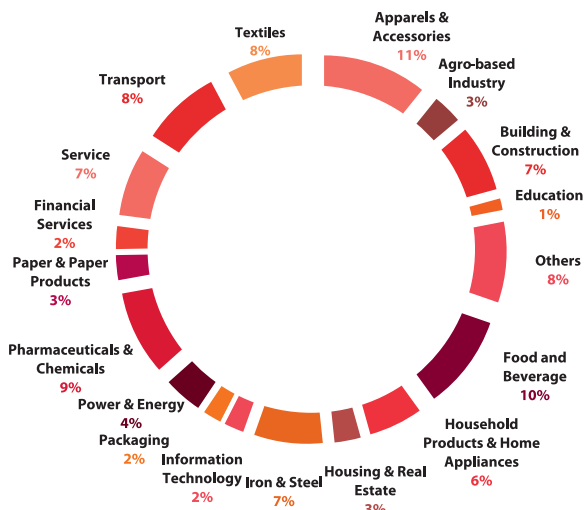 Textiles
8%
Apparels &
Accessories
11%
Agro-based
Industry
3%
Building &
Construction
7%
Education
1%
Others
8%
Food and
Beverage
10%
Household
Products & Home
Appliances
6%
Housing & Real
Estate
3%
Iron & Steel
7%
Information
Technology
2%
Packaging
2%
Power & Energy
4%
Pharmaceuticals &
Chemicals
9%
Paper & Paper
Products
3%
Financial
Services
2%
Service
7%
Transport
8%